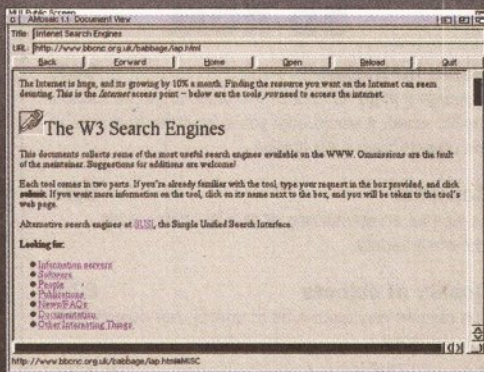 MUI Public Screen
AMosaic 1.1: Document View
Title: Internet Search Engines
URL: http://www.bbcnc.org.uk/babbage/iap.html
Back Forward Home Open Reload Quit
The Internet is huge, and its growing by 10% a month. Finding the resource you want on the Internet can seem
daunting. This is the Internet access point - below are the tools you need to access the internet.
The W3 Search Engines
This documents collects some of the most useful search engines available on the WWW. Omissions are the fault
of the maintainer. Suggestions for additions are welcome!
Each tool comes in two parts. If you're already familiar with the tool, type your request in the box provided, and click
submit. If you want more information on the tool, click on its name next to the box, and you will be taken to the tool's
web page.
Alternative search engines at SUSI, the Simple Unified Search Interface.
Looking for:
Information servers
Software
People
Publications
News/FAQs
Documentation
Other Interesting Things
http://www.bbcnc.org.uk/babbage/iap.html#MISC